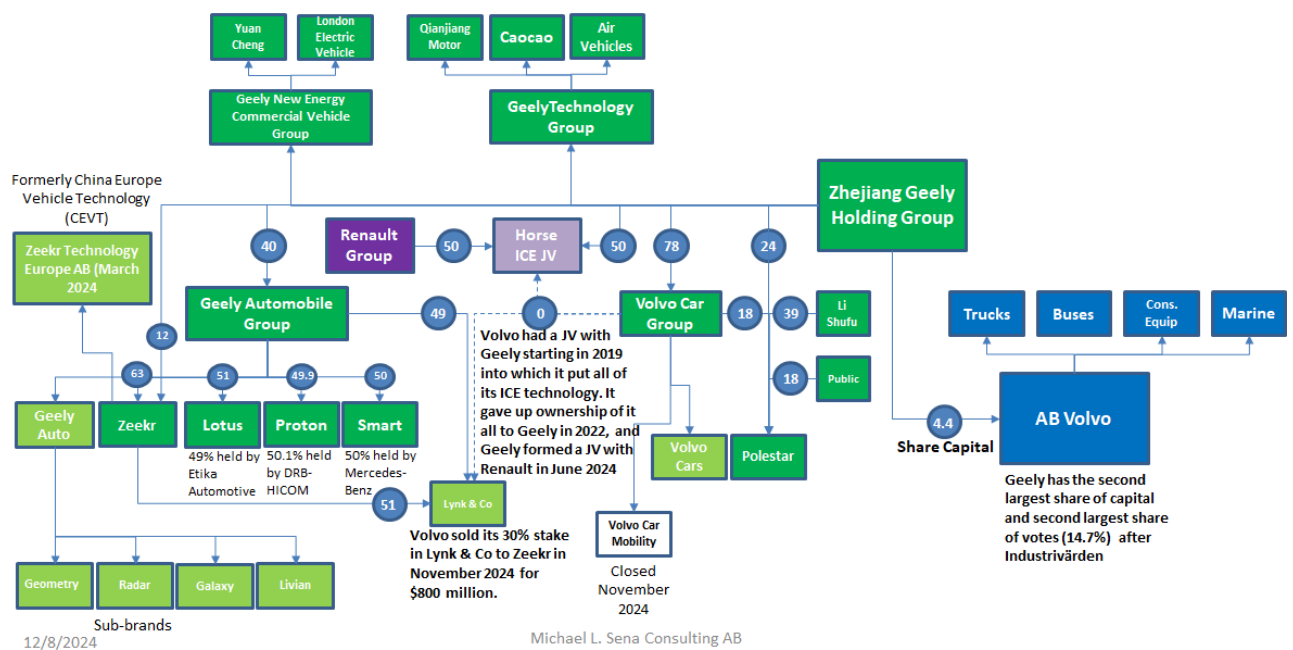 Yuan
Cheng
London
Electric
Vehicle
Qianjiang
Motor
Caocao
Air
Vehicles
Geely New Energy
Commercial Vehicle
Group
GeelyTechnology
Group
Formerly China Europe
Vehicle Technology
(CEVT)
Zhejiang Geely
Holding Group
Zeekr Technology
Europe AB (March
2024
40
Renault
Group
50
Horse
ICE JV
50
78
24
Geely Automobile
Group
49
0
Volvo Car
Group
18
39
Li
Shufu
Trucks
Buses
Cons.
Equip
Marine
12
Volvo had a JV with
Geely starting in 2019
into which it put all of
its ICE technology. It
gave up ownership of it
all to Geely in 2022, and
Geely formed a JV with
Renault in June 2024
63
51
49.9
50
18
Public
Geely
Auto
Zeekr
Lotus
Proton
Smart
49% held by
Etika
Automotive
50.1% held
by DRB-
HICOM
50% held by
Mercedes-
Benz
Volvo
Cars
Polestar
4.4
Share Capital
AB Volvo
Geely has the second
largest share of capital
and second largest share
of votes (14.7%) after
Industrivärden
51
Lynk & Co
Volvo sold its 30% stake
in Lynk & Co to Zeekr in
November 2024 for
$800 million.
Volvo Car
Mobility
Closed
November
2024
Geometry
Radar
Galaxy
Livian
Sub-brands
12/8/2024
Michael L. Sena Consulting AB